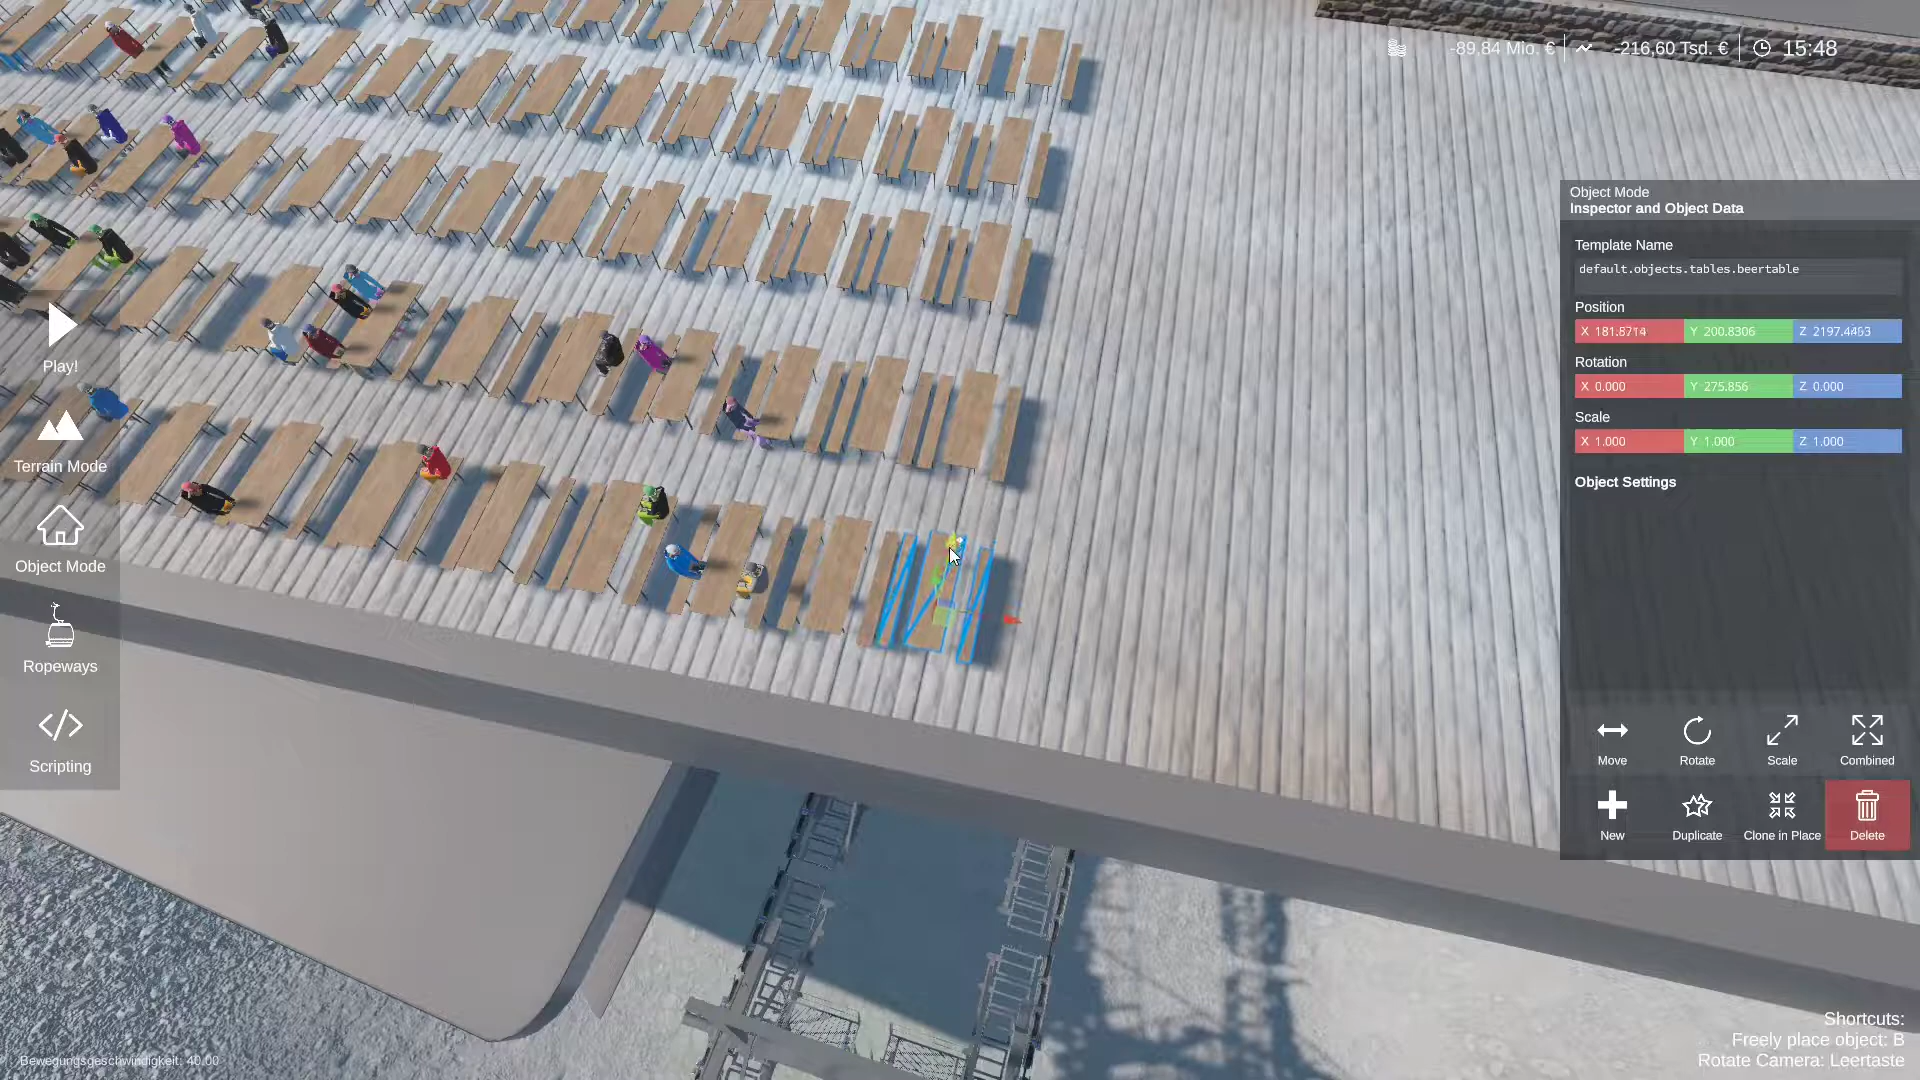 -89,84 Mio. €
-216,60 Tsd. €
15:48
Object Mode
Inspector and Object Data
Template Name
default.objects.tables.beertable
Position
X 181.8714
Y 200.8306
Z 2197.4463
Rotation
X 0.000
Y 275.856
Z 0.000
Scale
X 1.000
Y 1.000
Z 1.000
Object Settings
Play!
Terrain Mode
Object Mode
Ropeways
Scripting
Move
Rotate
Scale
Combined
New
Duplicate
Clone in Place
Delete
Shortcuts:
Freely place object: B
Rotate Camera: Leertaste
Bewegungsgeschwindigkeit: 40.00